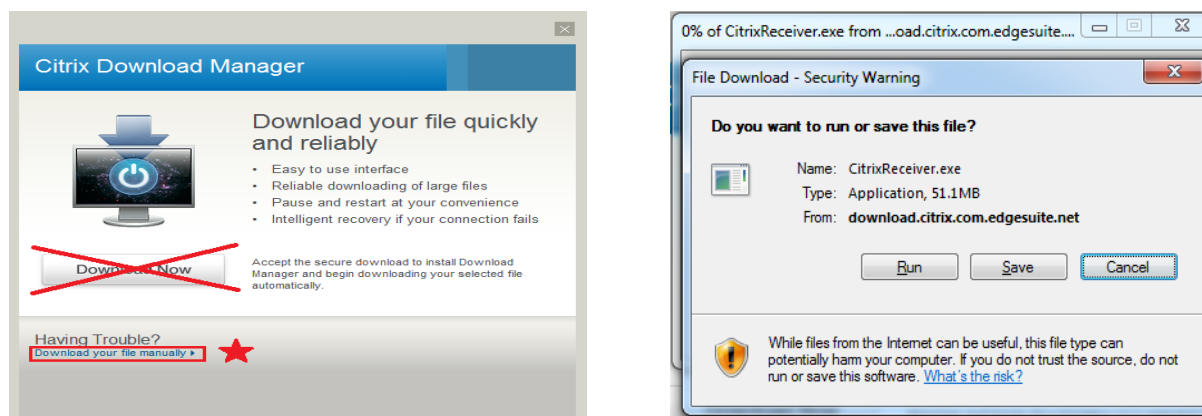 Citrix Download Manager
Download your file quickly
and reliably
• Easy to use interface
• Reliable downloading of large files
• Pause and restart at your convenience
• Intelligent recovery if your connection fails
Download Now
Accept the secure download to install Download
Manager and begin downloading your selected file
automatically.
Having Trouble?
Download your file manually
0% of CitrixReceiver.exe from ...oad.citrix.com.edgesuite....
File Download - Security Warning
Do you want to run or save this file?
Name: CitrixReceiver.exe
Type: Application, 51.1MB
From: download.citrix.com.edgesuite.net
Run Save Cancel
While files from the Internet can be useful, this file type can
potentially harm your computer. If you do not trust the source, do not
run or save this software. What's the risk?